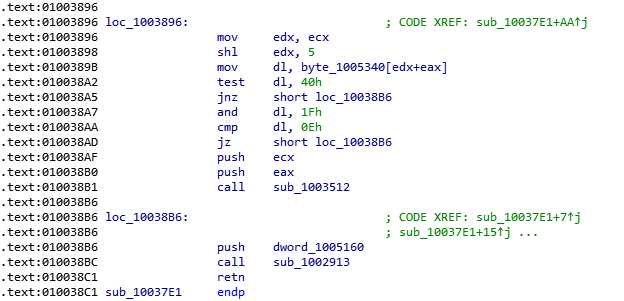 .text:01003896
.text:01003896 loc_1003896: ; CODE XREF: sub_10037E1+AA↑j
.text:01003896 mov edx, ecx
.text:01003898 shl edx, 5
.text:0100389B mov dl, byte_1005340[edx+eax]
.text:010038A2 test dl, 40h
.text:010038A5 jnz short loc_10038B6
.text:010038A7 and dl, 1Fh
.text:010038AA cmp dl, 0Eh
.text:010038AD jz short loc_10038B6
.text:010038AF push ecx
.text:010038B0 push eax
.text:010038B1 call sub_1003512
.text:010038B6
.text:010038B6 loc_10038B6: ; CODE XREF: sub_10037E1+7↑j
.text:010038B6 ; sub_10037E1+15↑j ...
.text:010038B6 push dword_1005160
.text:010038BC call sub_1002913
.text:010038C1 retn
.text:010038C1 sub_10037E1 endp